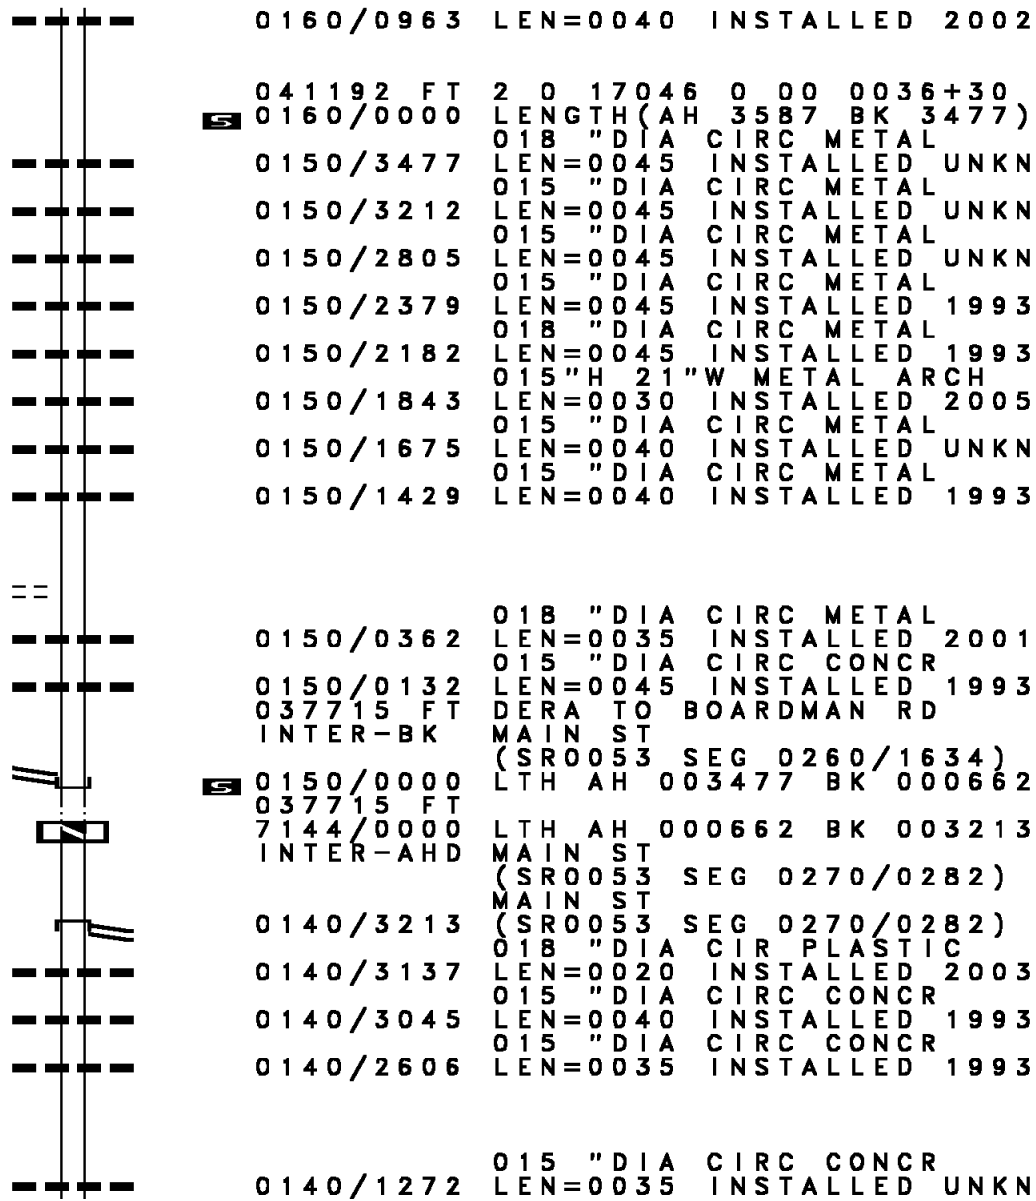 0160/0963 LEN=0040 INSTALLED 2002
041192 FT 2 0 17046 0 00 0036+30
S 0160/0000 LENGTH(AH 3587 BK 3477)
018 "DIA CIRC METAL
0150/3477 LEN=0045 INSTALLED UNKN
015 "DIA CIRC METAL
0150/3212 LEN=0045 INSTALLED UNKN
015 "DIA CIRC METAL
0150/2805 LEN=0045 INSTALLED UNKN
015 "DIA CIRC METAL
0150/2379 LEN=0045 INSTALLED 1993
018 "DIA CIRC METAL
0150/2182 LEN=0045 INSTALLED 1993
015"H 21"W METAL ARCH
0150/1843 LEN=0030 INSTALLED 2005
015 "DIA CIRC METAL
0150/1675 LEN=0040 INSTALLED UNKN
015 "DIA CIRC METAL
0150/1429 LEN=0040 INSTALLED 1993
018 "DIA CIRC METAL
0150/0362 LEN=0035 INSTALLED 2001
015 "DIA CIRC CONCR
0150/0132 LEN=0045 INSTALLED 1993
037715 FT DERA TO BOARDMAN RD
INTER-BK MAIN ST
(SR0053 SEG 0260/1634)
S 0150/0000 LTH AH 003477 BK 000662
037715 FT
7144/0000 LTH AH 000662 BK 003213
INTER-AHD MAIN ST
(SR0053 SEG 0270/0282)
MAIN ST
0140/3213 (SR0053 SEG 0270/0282)
018 "DIA CIR PLASTIC
0140/3137 LEN=0020 INSTALLED 2003
015 "DIA CIRC CONCR
0140/3045 LEN=0040 INSTALLED 1993
015 "DIA CIRC CONCR
0140/2606 LEN=0035 INSTALLED 1993
015 "DIA CIRC CONCR
0140/1272 LEN=0035 INSTALLED UNKN